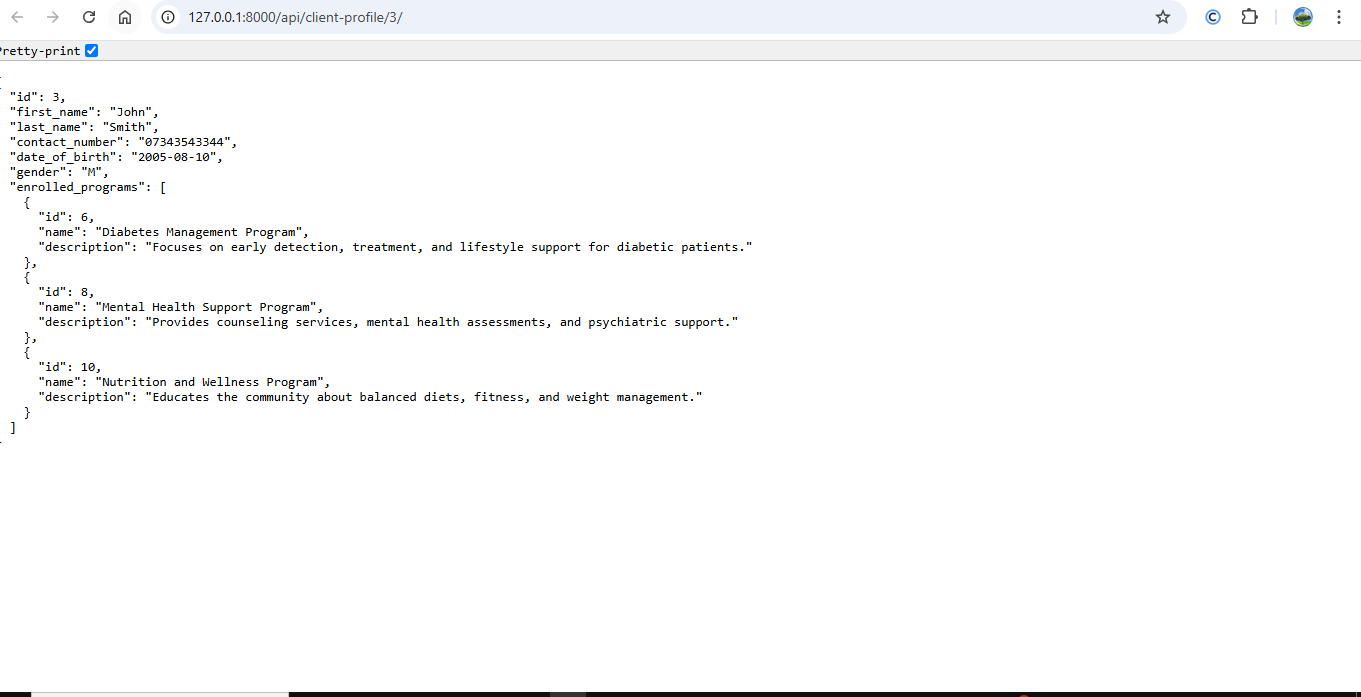 127.0.0.1:8000/api/client-profile/3/
Pretty-print
{
"id": 3,
"first_name": "John",
"last_name": "Smith",
"contact_number": "07343543344",
"date_of_birth": "2005-08-10",
"gender": "M",
"enrolled_programs": [
{
"id": 6,
"name": "Diabetes Management Program",
"description": "Focuses on early detection, treatment, and lifestyle support for diabetic patients."
},
{
"id": 8,
"name": "Mental Health Support Program",
"description": "Provides counseling services, mental health assessments, and psychiatric support."
},
{
"id": 10,
"name": "Nutrition and Wellness Program",
"description": "Educates the community about balanced diets, fitness, and weight management."
}
]
}